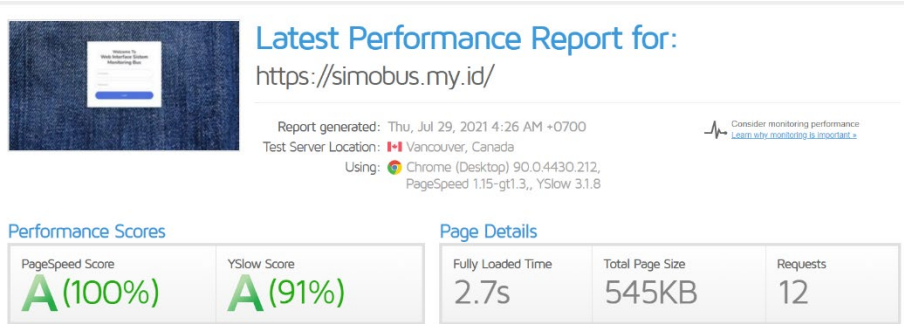 Latest Performance Report for:
https://simobus.my.id/
Welcome To
Web Interface Sistem
Monitoring Bus
Report generated: Thu, Jul 29, 2021 4:26 AM +0700
Test Server Location: Vancouver, Canada
Using: Chrome (Desktop) 90.0.4430.212,
PageSpeed 1.15-gt1.3,, YSlow 3.1.8
Consider monitoring performance
Learn why monitoring is important »
Performance Scores
PageSpeed Score
A (100%)
YSlow Score
A (91%)
Page Details
Fully Loaded Time
2.7s
Total Page Size
545KB
Requests
12